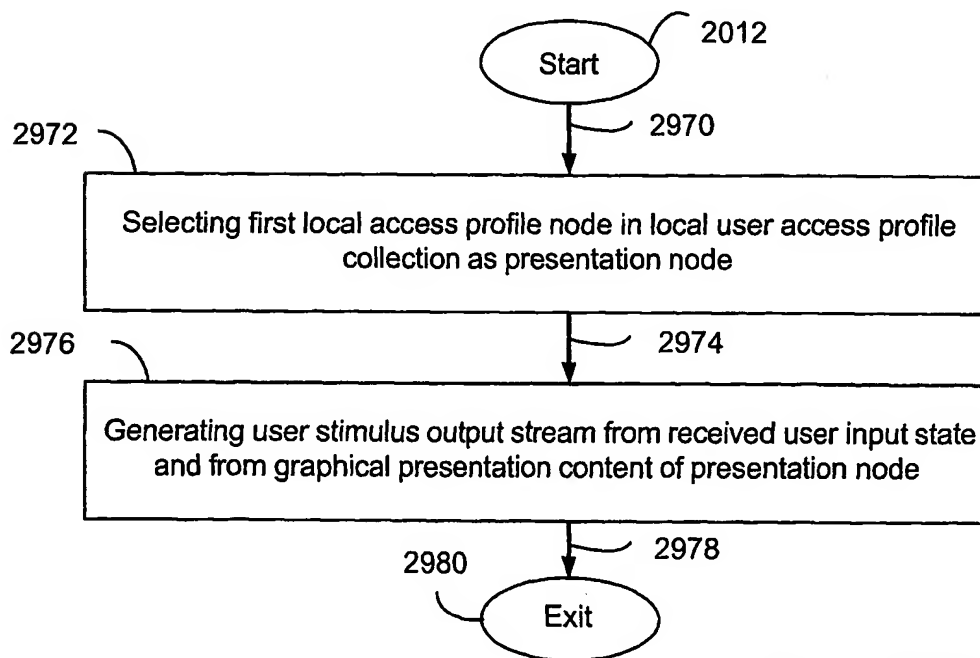 2012
Start
2970
2972
Selecting first local access profile node in local user access profile
collection as presentation node
2974
2976
Generating user stimulus output stream from received user input state
and from graphical presentation content of presentation node
2978
2980
Exit